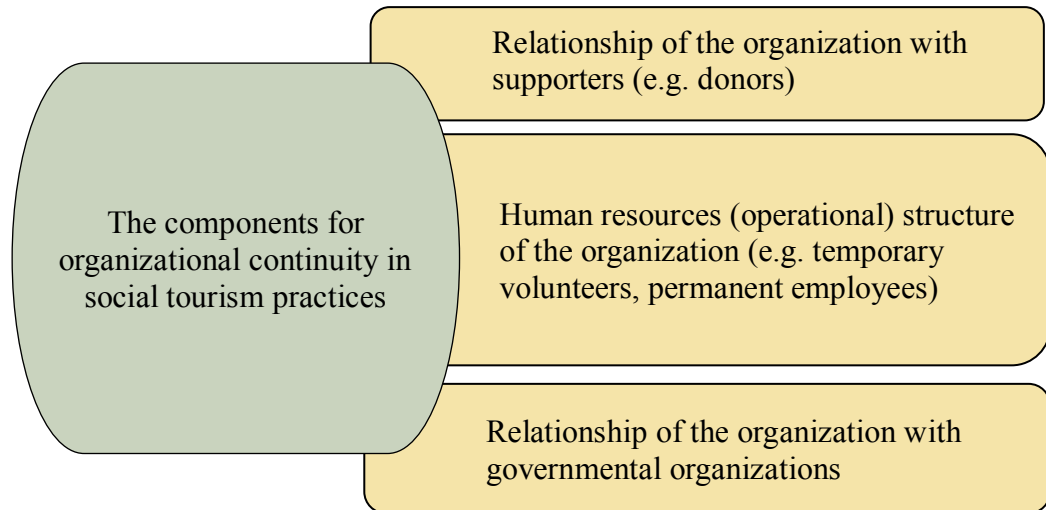 The components for
organizational continuity in
social tourism practices
Relationship of the organization with
supporters (e.g. donors)
Human resources (operational) structure
of the organization (e.g. temporary
volunteers, permanent employees)
Relationship of the organization with
governmental organizations